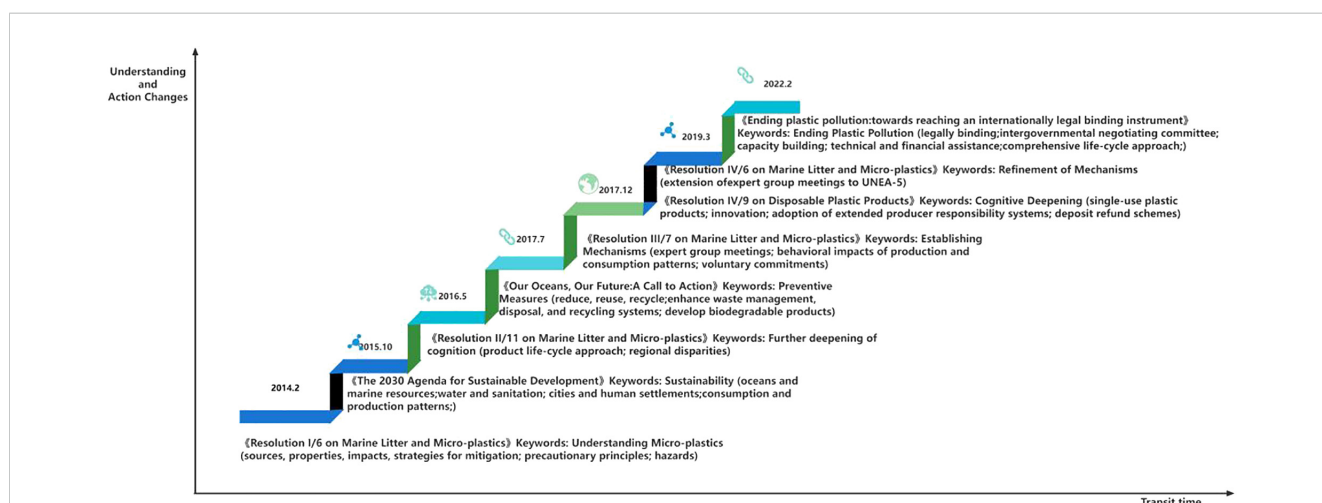 Understanding
and
Action Changes
2022.2
《Ending plastic pollution:towards reaching an internationally legal binding instrument》
Keywords: Ending Plastic Pollution (legally binding;intergovernmental negotiating committee;
capacity building; technical and financial assistance;comprehensive life-cycle approach;)
2019.3
《Resolution IV/6 on Marine Litter and Micro-plastics》Keywords: Refinement of Mechanisms
(extension ofexpert group meetings to UNEA-5)
《Resolution IV/9 on Disposable Plastic Products》Keywords: Cognitive Deepening (single-use plastic
products; innovation; adoption of extended producer responsibility systems; deposit refund schemes)
2017.12
《Resolution III/7 on Marine Litter and Micro-plastics》Keywords: Establishing
Mechanisms (expert group meetings; behavioral impacts of production and
consumption patterns; voluntary commitments)
2017.7
《Our Oceans, Our Future:A Call to Action》Keywords: Preventive
Measures (reduce, reuse, recycle;enhance waste management,
disposal, and recycling systems; develop biodegradable products)
2016.5
《Resolution II/11 on Marine Litter and Micro-plastics》Keywords: Further deepening of
cognition (product life-cycle approach; regional disparities)
2015.10
《The 2030 Agenda for Sustainable Development》Keywords: Sustainability (oceans and
marine resources;water and sanitation; cities and human settlements;consumption and
production patterns;)
2014.2
《Resolution I/6 on Marine Litter and Micro-plastics》Keywords: Understanding Micro-plastics
(sources, properties, impacts, strategies for mitigation; precautionary principles; hazards)
Transit time